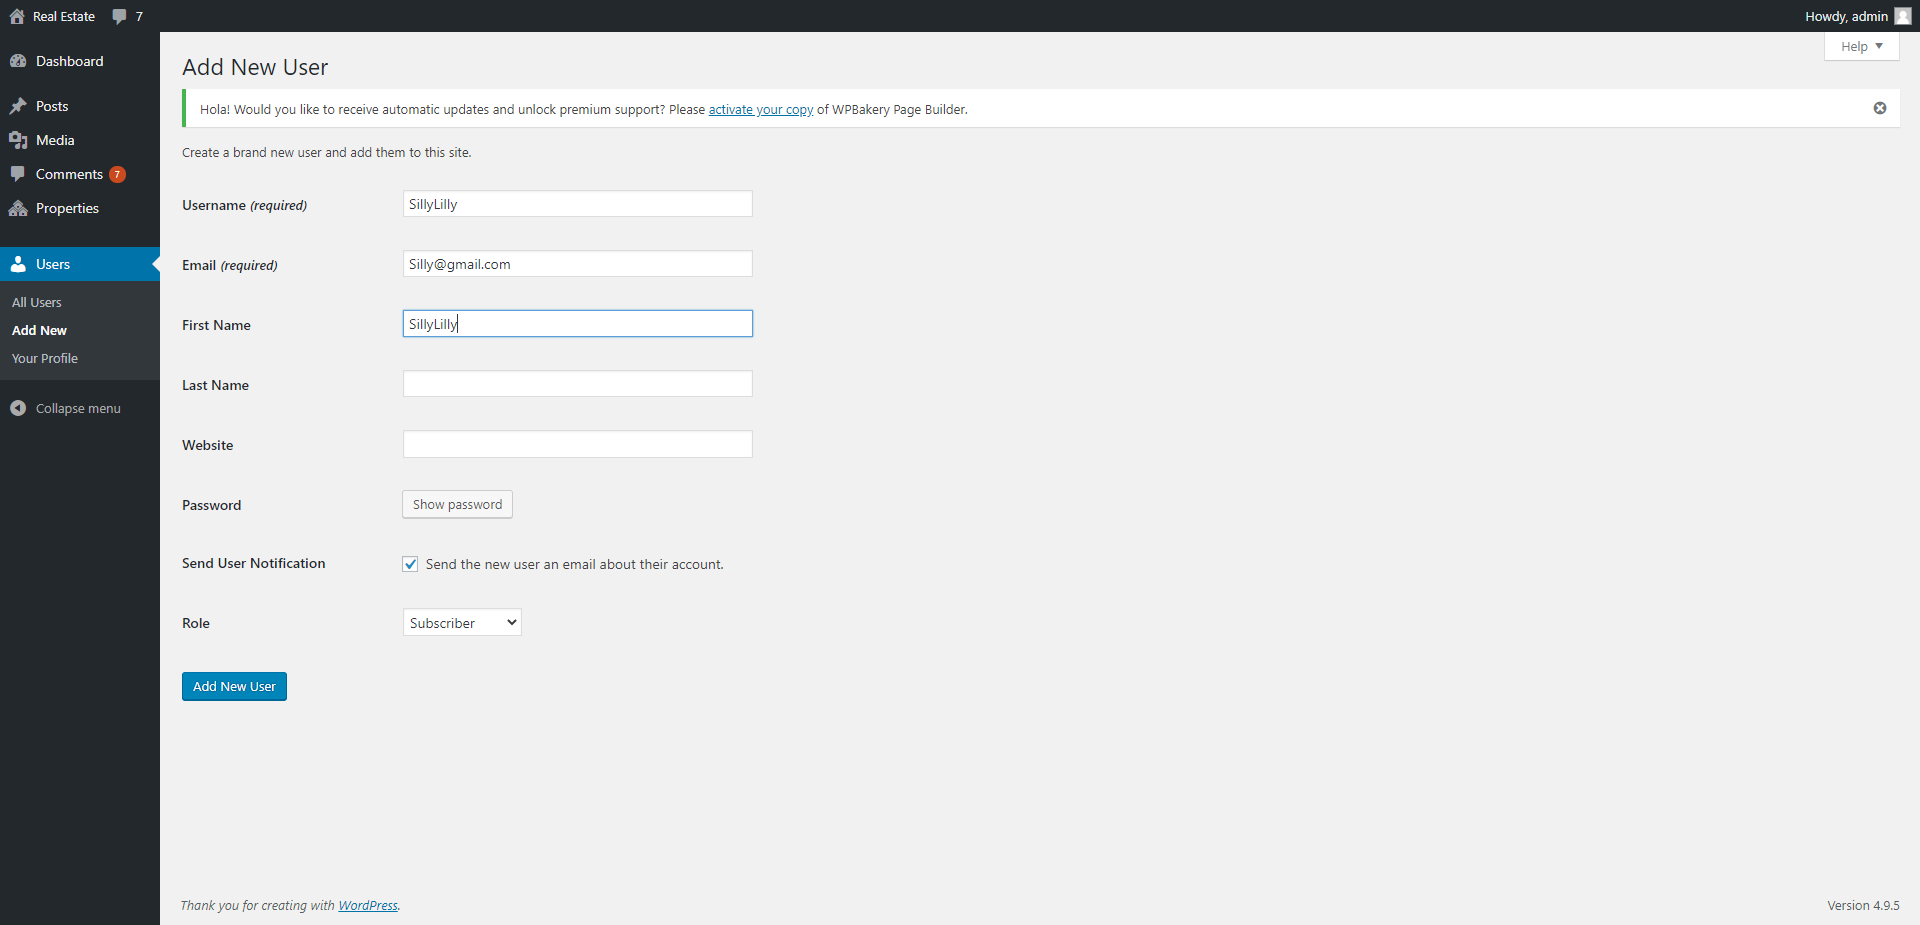 Real Estate 7 Howdy, admin
Help
Dashboard
Posts
Media
Comments 7
Properties
Users
All Users
Add New
Your Profile
Collapse menu
Add New User
Hola! Would you like to receive automatic updates and unlock premium support? Please activate your copy of WPBakery Page Builder.
Create a brand new user and add them to this site.
Username (required) SillyLilly
Email (required) Silly@gmail.com
First Name SillyLilly
Last Name
Website
Password Show password
Send User Notification Send the new user an email about their account.
Role Subscriber
Add New User
Thank you for creating with WordPress. Version 4.9.5